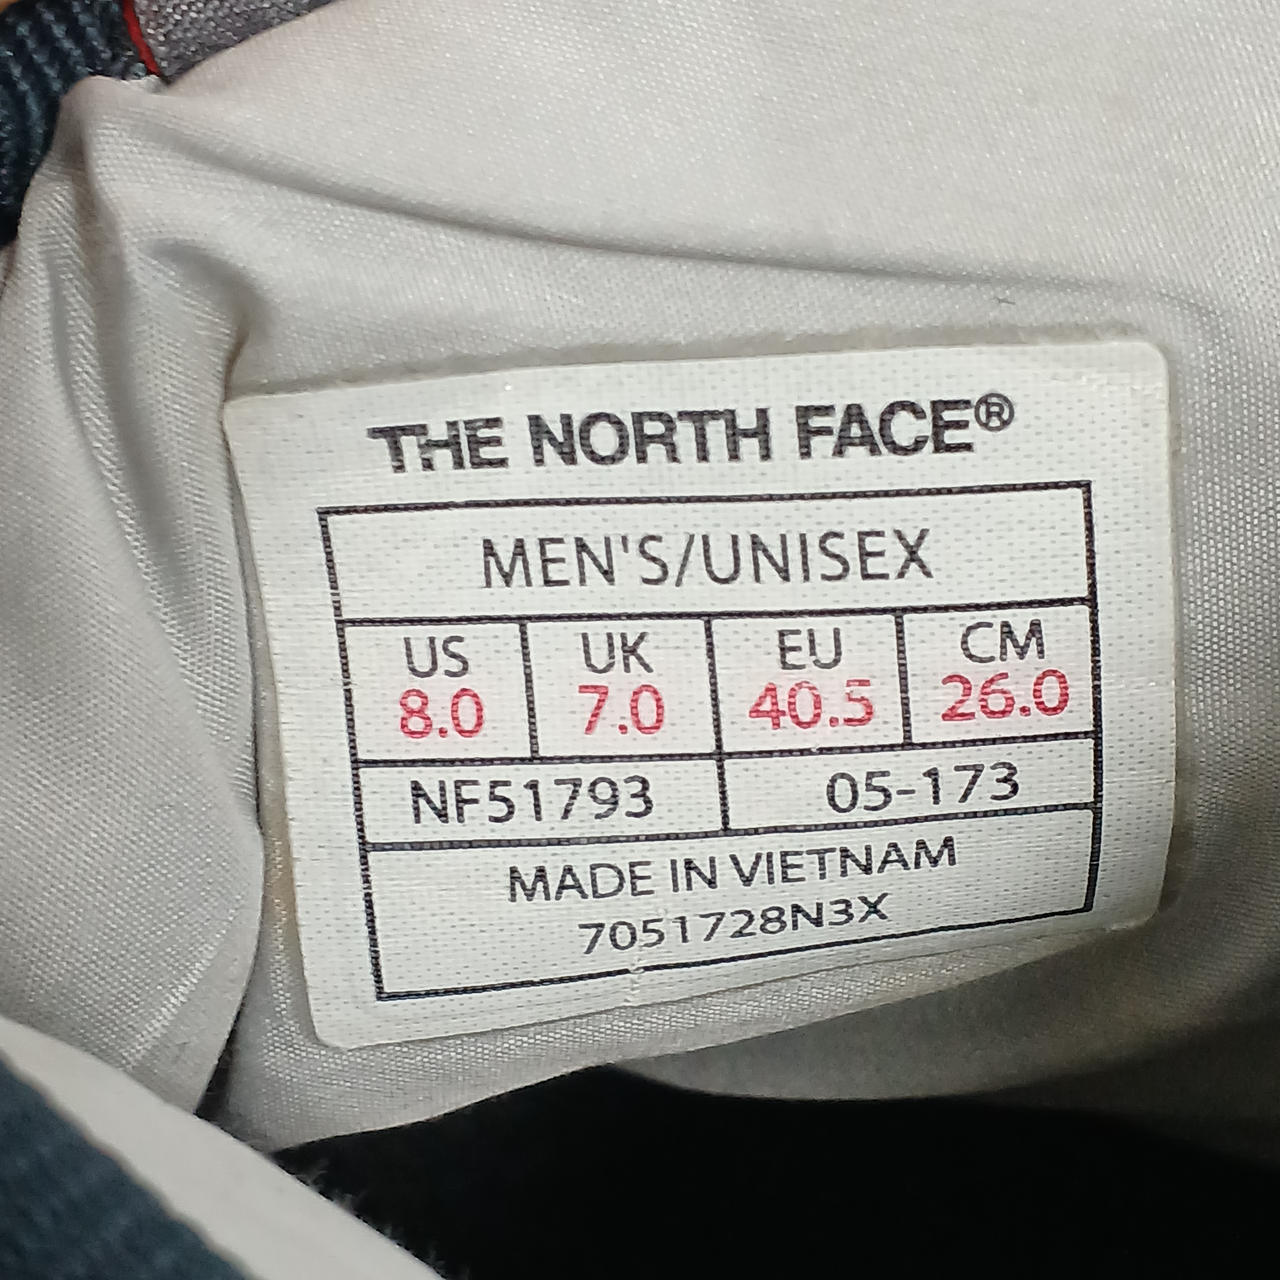 THE NORTH FACE®
MEN'S/UNISEX
US UK EU CM
8.0 7.0 40.5 26.0
NF51793 05-173
MADE IN VIETNAM
7051728N3X